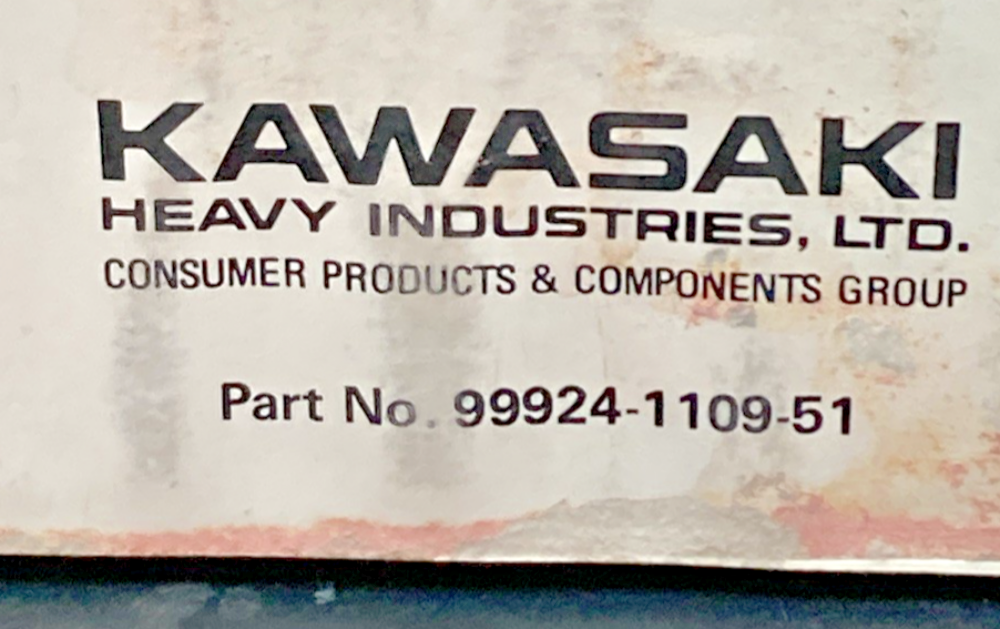 KAWASAKI
HEAVY INDUSTRIES, LTD.
CONSUMER PRODUCTS & COMPONENTS GROUP
Part No. 99924-1109-51